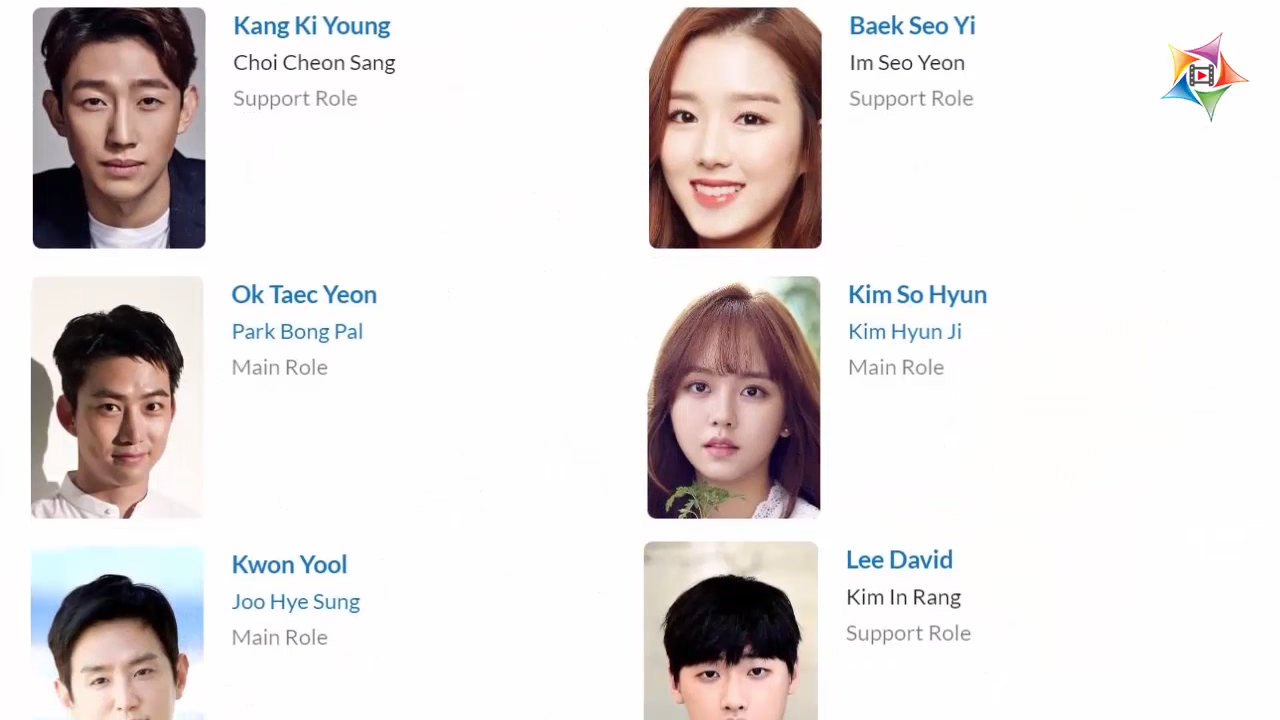 Kang Ki Young
Choi Cheon Sang
Support Role
Baek Seo Yi
Im Seo Yeon
Support Role
Ok Taec Yeon
Park Bong Pal
Main Role
Kim So Hyun
Kim Hyun Ji
Main Role
Kwon Yool
Joo Hye Sung
Main Role
Lee David
Kim In Rang
Support Role